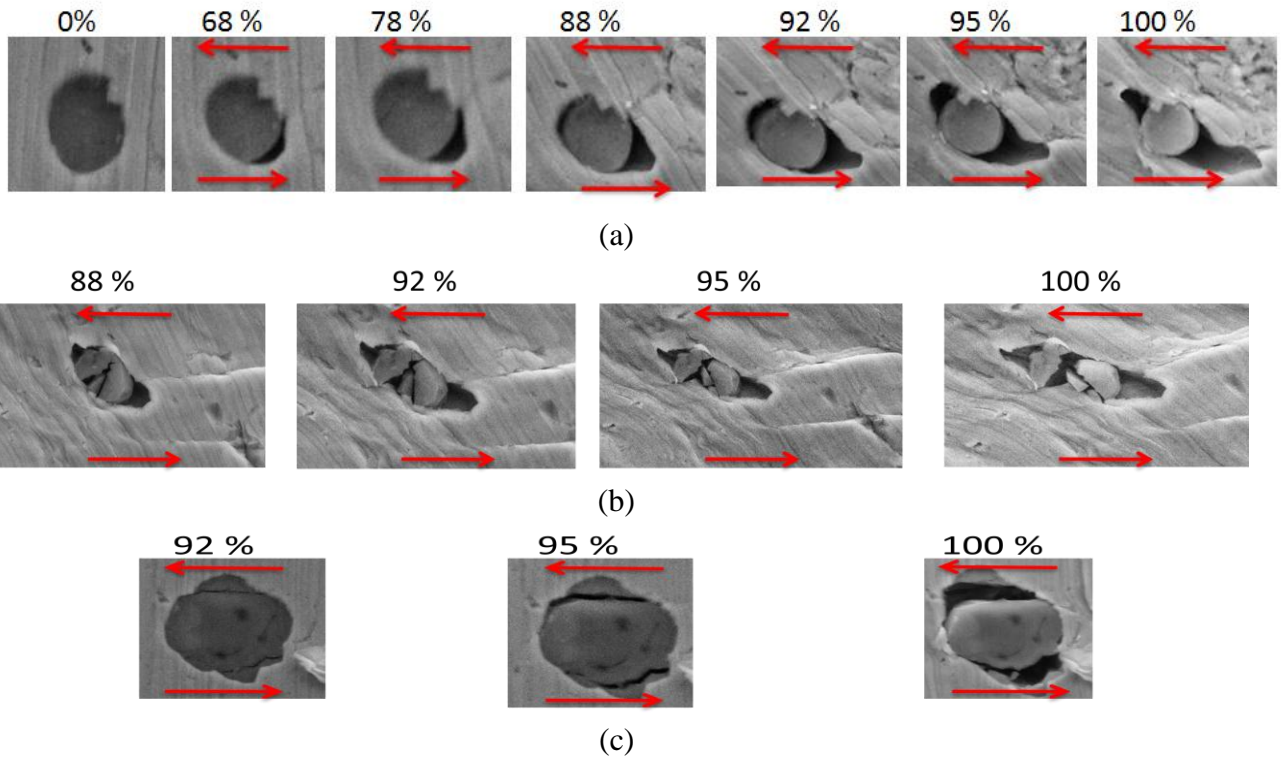 0% 68 % 78 % 88 % 92 % 95 % 100 %
(a)
88 % 92 % 95 % 100 %
(b)
92 % 95 % 100 %
(c)